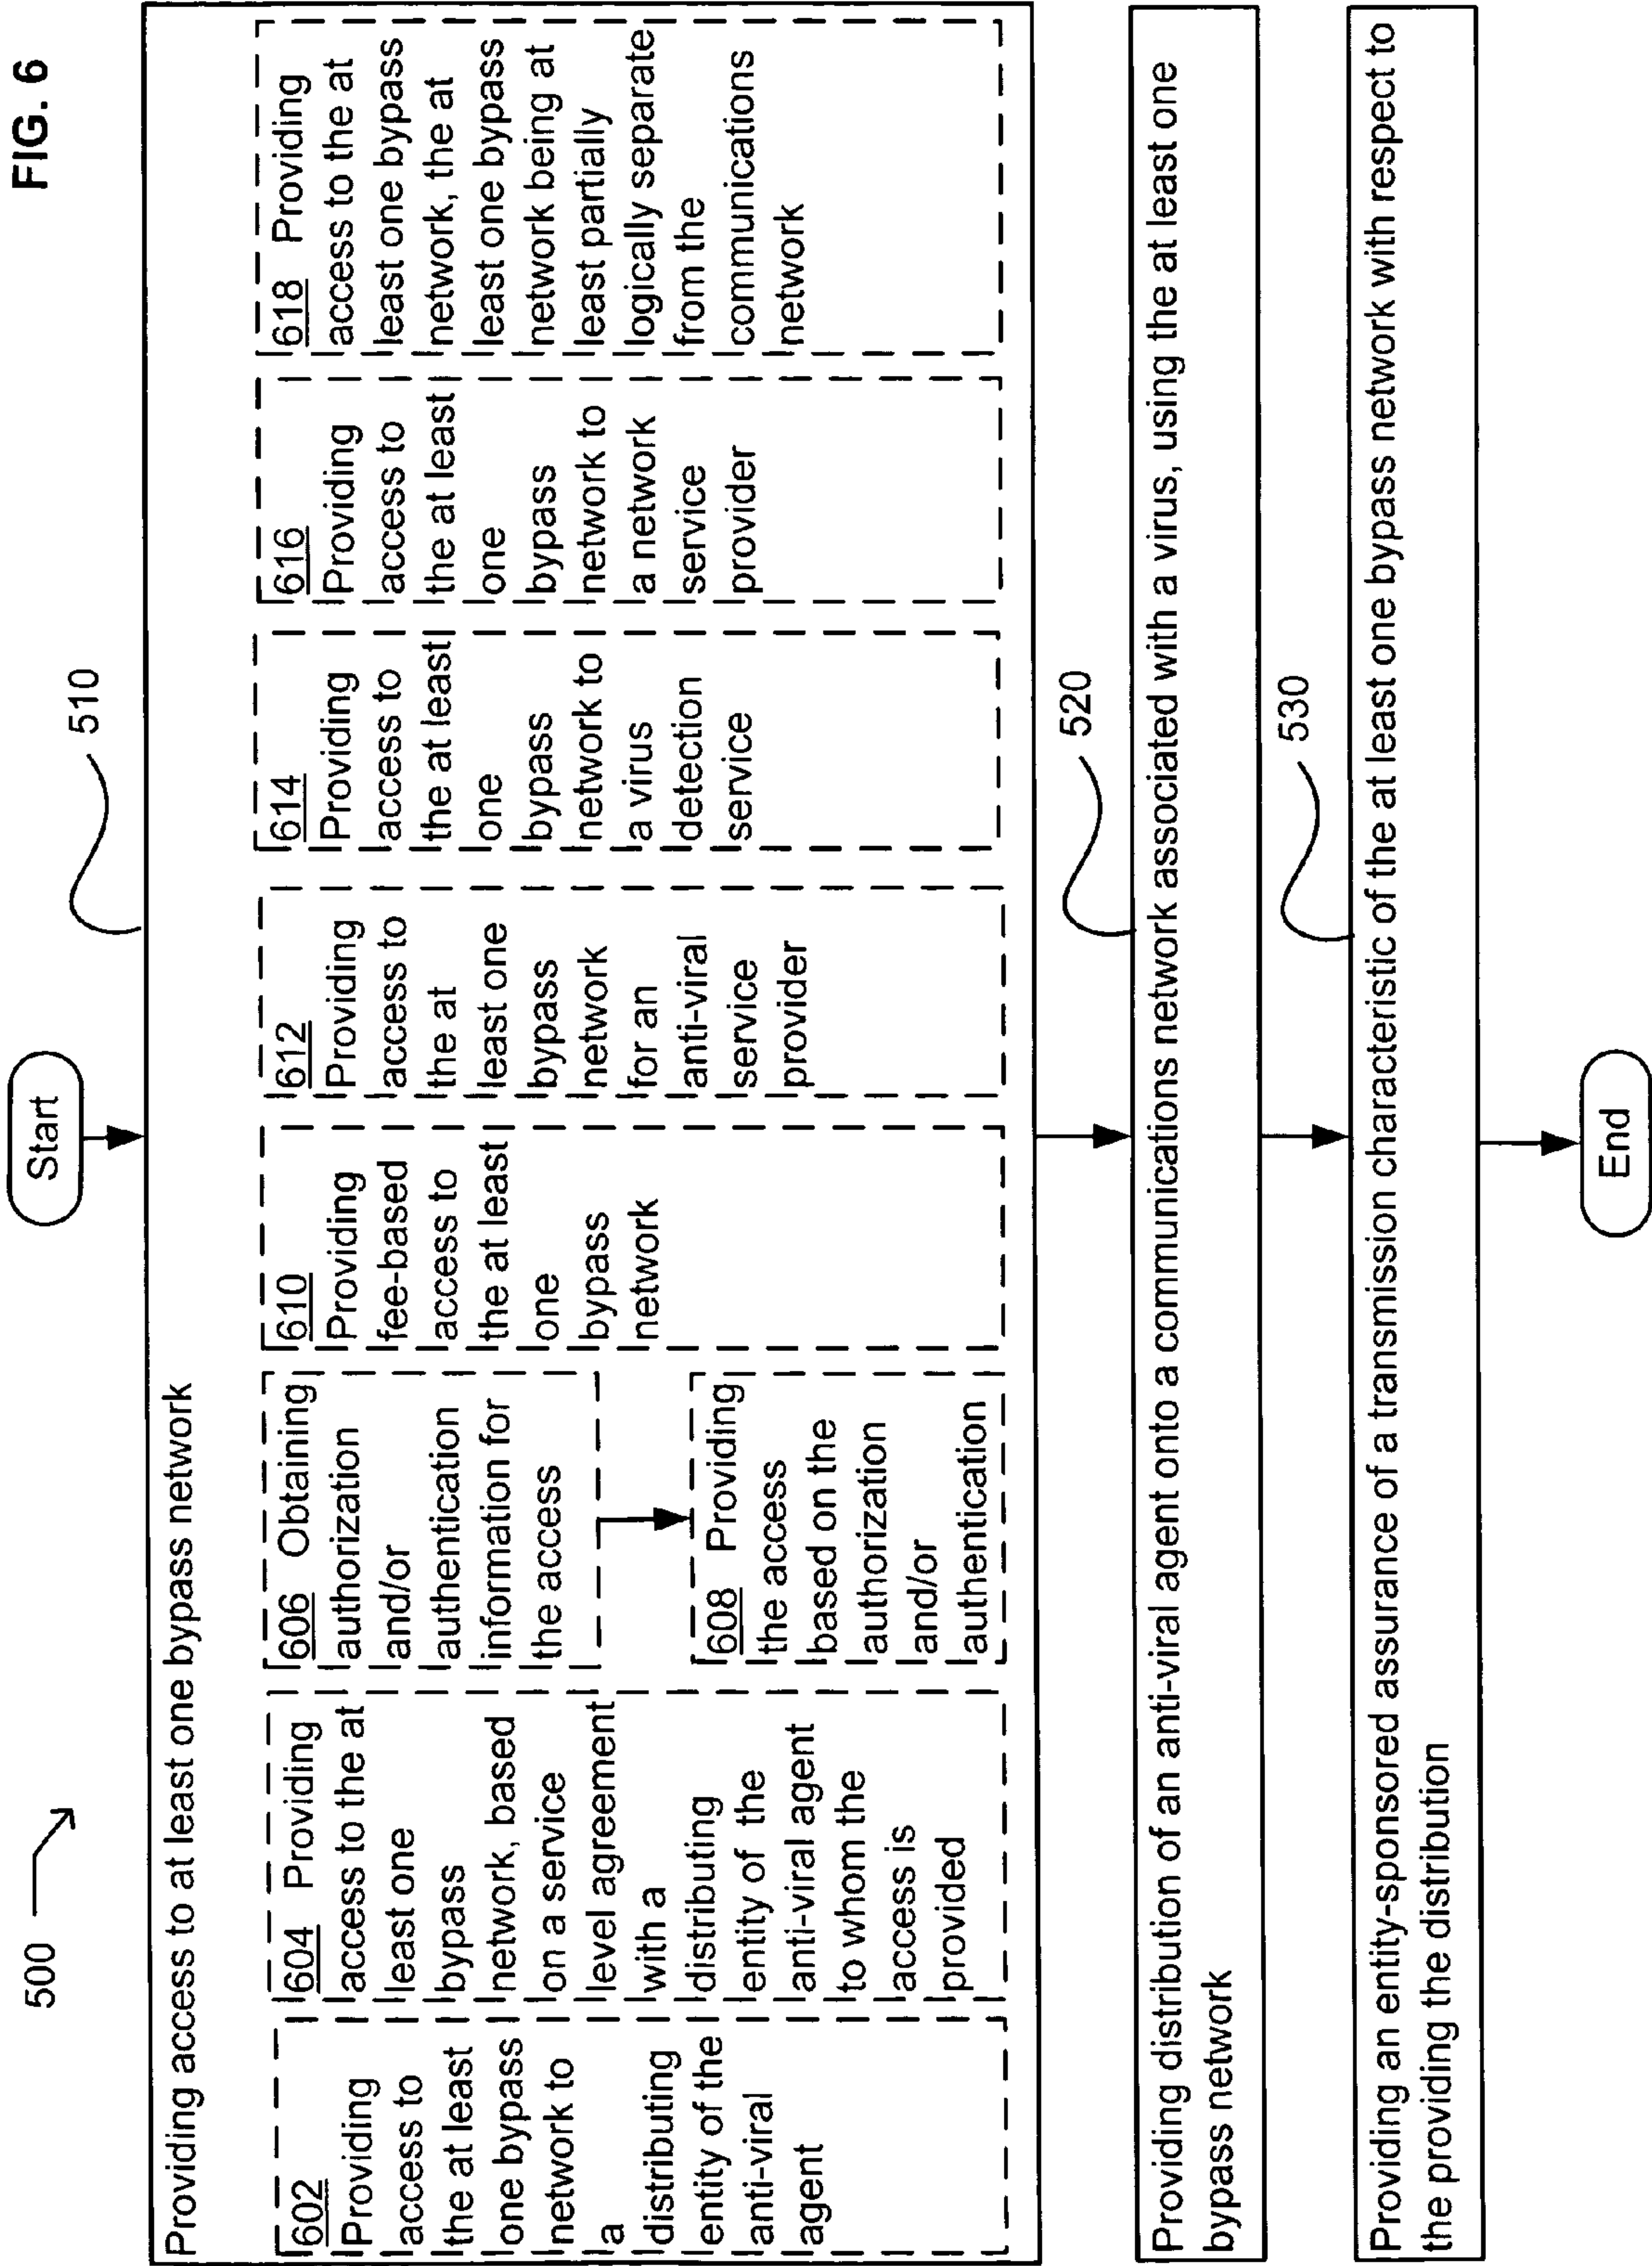 FIG. 6
500
Start
510
Providing access to at least one bypass network
602
Providing
access to
the at least
one bypass
network to
a
distributing
entity of the
anti-viral
agent
604 Providing
access to the at
least one
bypass
network, based
on a service
level agreement
with a
distributing
entity of the
anti-viral agent
to whom the
access is
provided
606 Obtaining
authorization
and/or
authentication
information for
the access
608 Providing
the access
based on the
authorization
and/or
authentication
610
Providing
fee-based
access to
the at least
one
bypass
network
612
Providing
access to
the at
least one
bypass
network
for an
anti-viral
service
provider
614
Providing
access to
the at least
one
bypass
network to
a virus
detection
service
616
Providing
access to
the at least
one
bypass
network to
a network
service
provider
618 Providing
access to the at
least one bypass
network, the at
least one bypass
network being at
least partially
logically separate
from the
communications
network
520
Providing distribution of an anti-viral agent onto a communications network associated with a virus, using the at least one
bypass network
530
Providing an entity-sponsored assurance of a transmission characteristic of the at least one bypass network with respect to
the providing the distribution
End